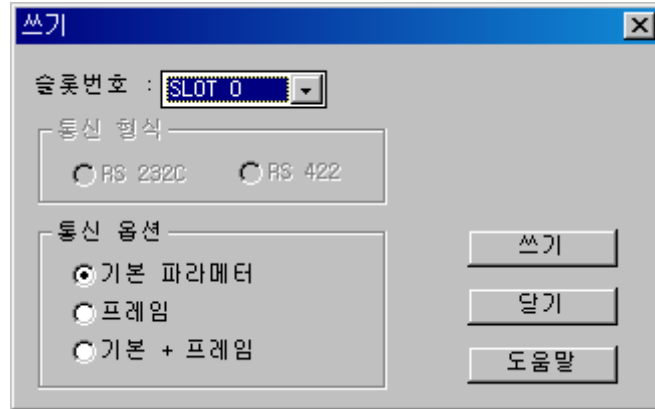 쓰기
슬롯번호 : SLOT 0
통신 형식
RS 232C RS 422
통신 옵션
기본 파라메터
프레임
기본 + 프레임
쓰기
닫기
도움말